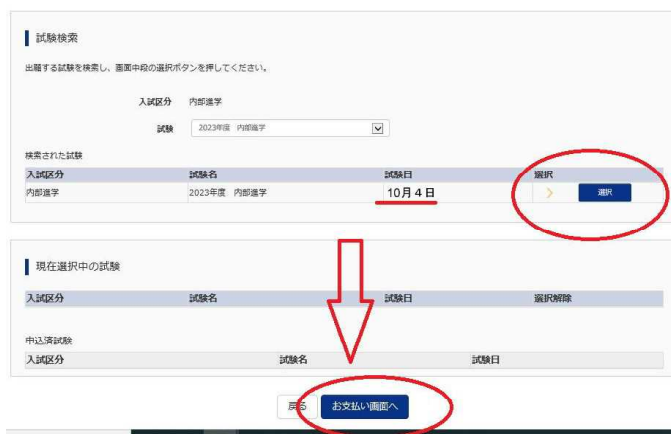 試験検索
出願する試験を検索し、画面中段の選択ボタンを押してください。
入試区分 内部進学
試験 2023年度 内部進学
検索された試験
入試区分 試験名 試験日 選択
内部進学 2023年度 内部進学 10月4日 選択
現在選択中の試験
入試区分 試験名 試験日 選択解除
申込済試験
入試区分 試験名 試験日
戻る お支払い画面へ